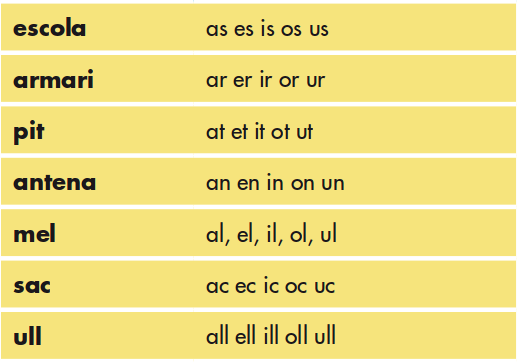 escola as es is os us
armari ar er ir or ur
pit at et it ot ut
antena an en in on un
mel al, el, il, ol, ul
sac ac ec ic oc uc
ull all ell ill oll ull